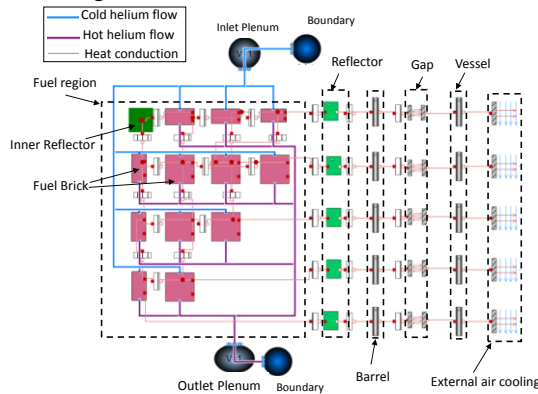 Cold helium flow
Hot helium flow
Heat conduction
Inlet Plenum
Boundary
Fuel region
Reflector
Gap
Vessel
Inner Reflector
Fuel Brick
Outlet Plenum
Boundary
Barrel
External air cooling